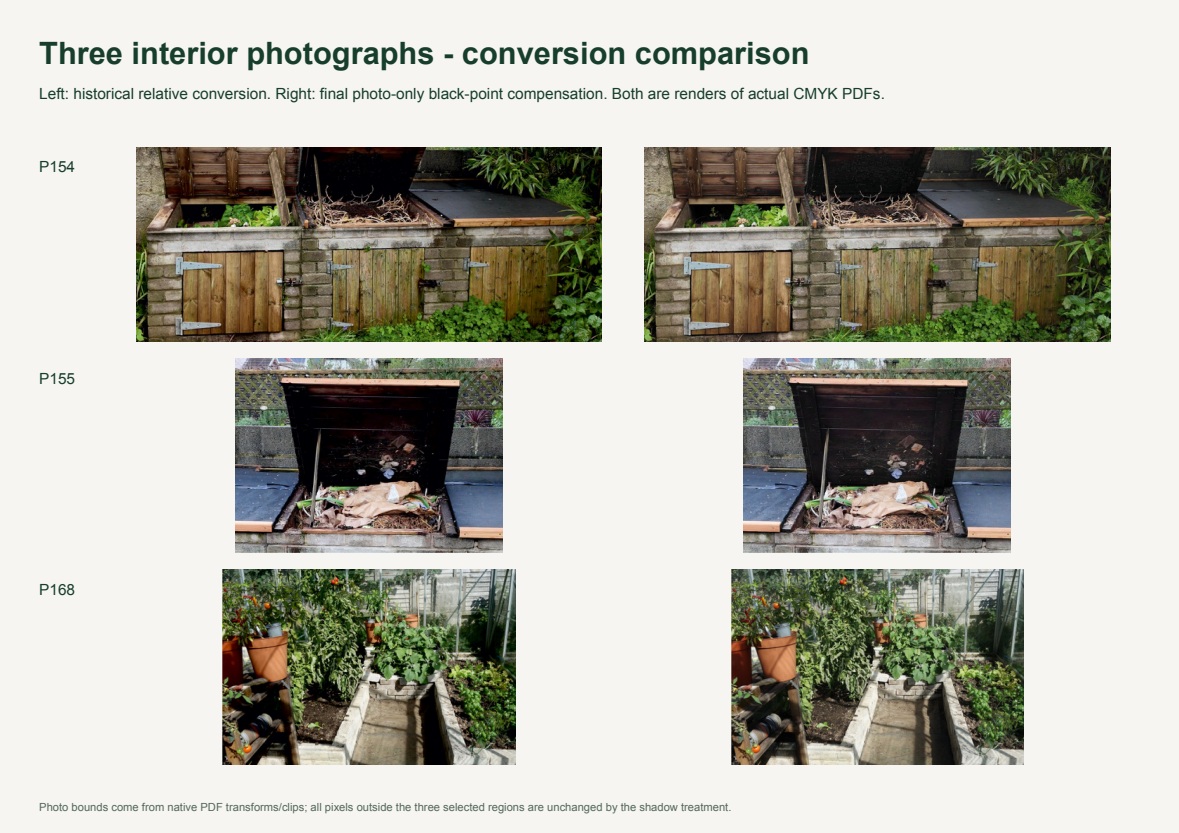 Three interior photographs - conversion comparison
Left: historical relative conversion. Right: final photo-only black-point compensation. Both are renders of actual CMYK PDFs.
P154
P155
P168
Photo bounds come from native PDF transforms/clips; all pixels outside the three selected regions are unchanged by the shadow treatment.